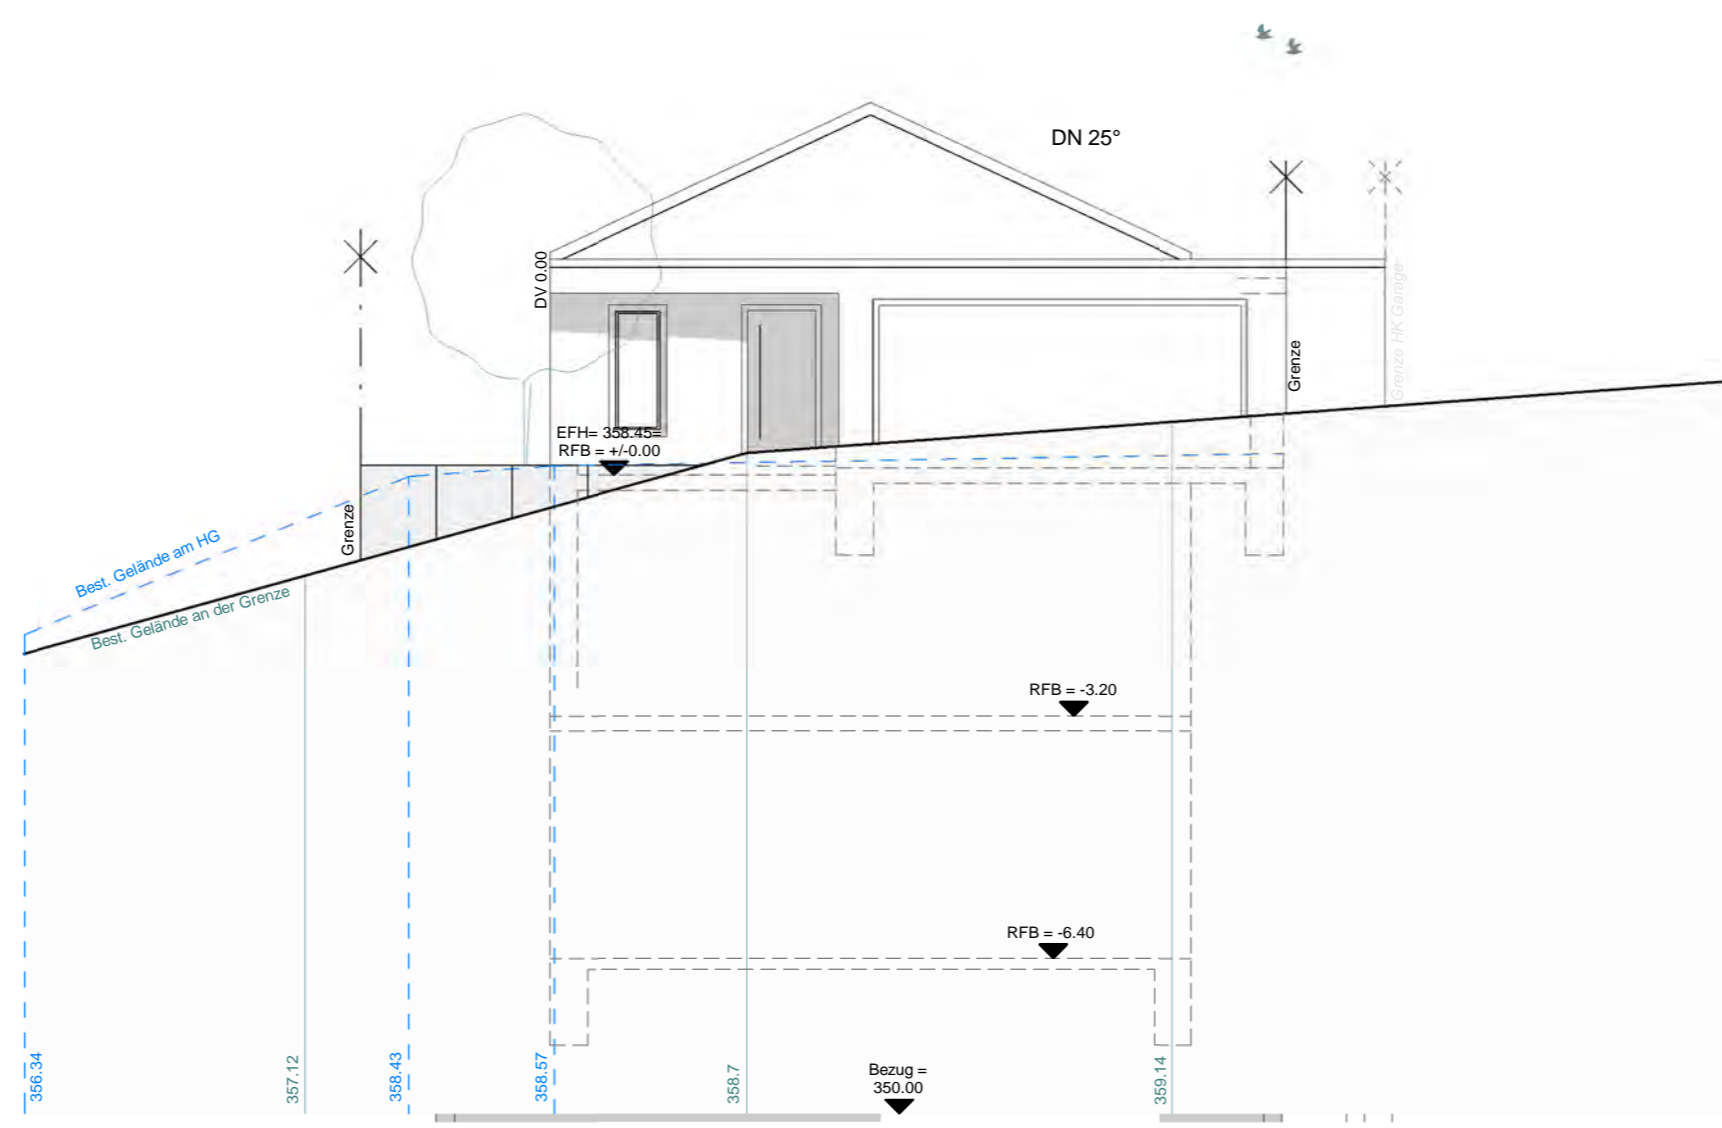 DN 25°
DV 0.00
Grenze
Grenze HK Garage
EFH= 358.45=
RFB = +/-0.00
Grenze
Best. Gelände am HG
Best. Gelände an der Grenze
RFB = -3.20
RFB = -6.40
356.34
357.12
358.43
358.57
358.7
Bezug =
350.00
359.14